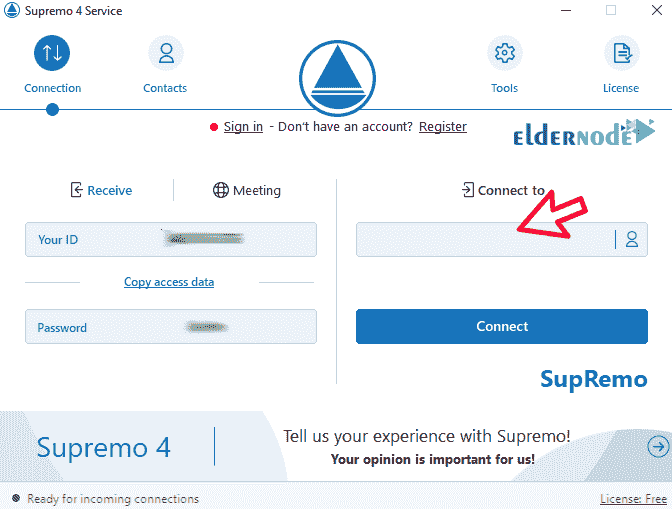 Supremo 4 Service
Connection
Contacts
Tools
License
Sign in - Don't have an account? Register
ELDERNODE
Receive
Meeting
Connect to
Your ID
Copy access data
Password
Connect
SupRemo
Supremo 4
Tell us your experience with Supremo!
Your opinion is important for us!
Ready for incoming connections
License: Free